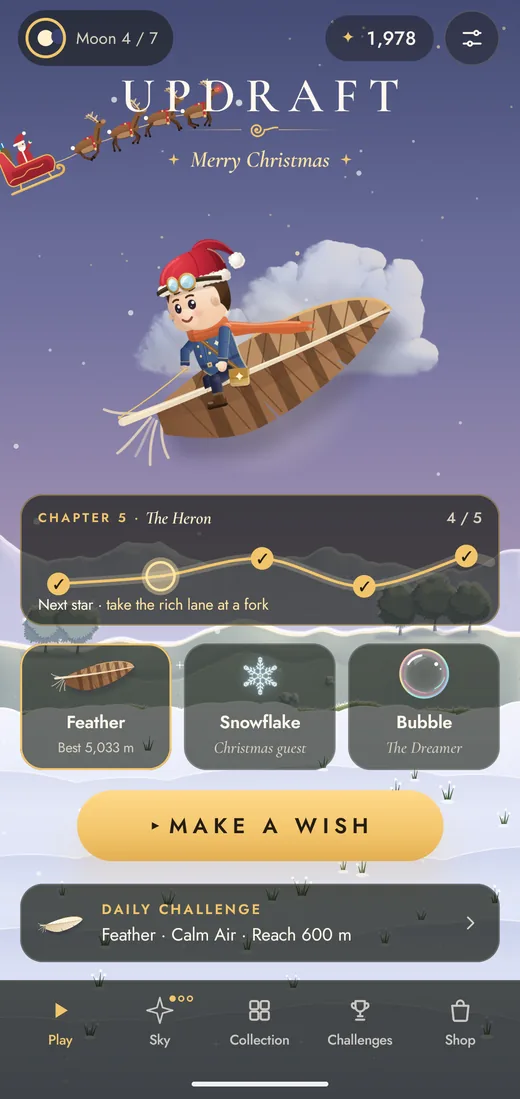 Moon 4 / 7
1,978
UPDRAFT
Merry Christmas
CHAPTER 5 · The Heron
4 / 5
Next star · take the rich lane at a fork
Feather
Best 5,033 m
Snowflake
Christmas guest
Bubble
The Dreamer
MAKE A WISH
DAILY CHALLENGE
Feather · Calm Air · Reach 600 m
Play
Sky
Collection
Challenges
Shop